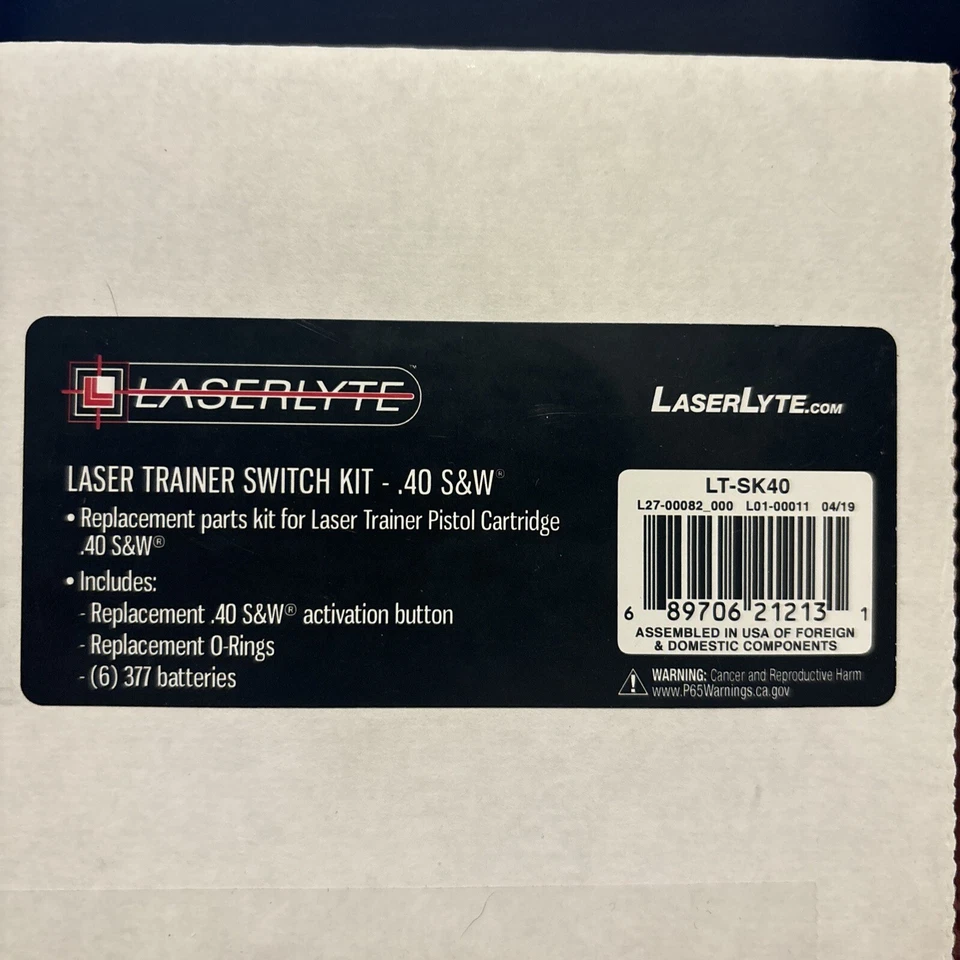 LASERLYTE™
LASERLYTE.COM
LASER TRAINER SWITCH KIT - .40 S&W®
• Replacement parts kit for Laser Trainer Pistol Cartridge
.40 S&W®
• Includes:
- Replacement .40 S&W® activation button
- Replacement O-Rings
- (6) 377 batteries
LT-SK40
L27-00082_000 L01-00011 04/19
6 89706 21213 1
ASSEMBLED IN USA OF FOREIGN
& DOMESTIC COMPONENTS
WARNING: Cancer and Reproductive Harm
www.P65Warnings.ca.gov